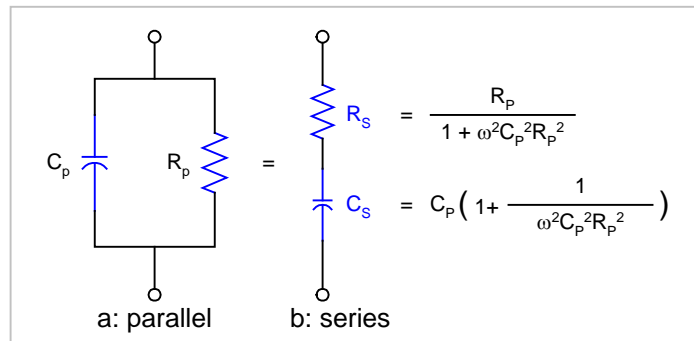 C_p
R_p
=
R_S = R_P / 1 + ω²C_P²R_P²
C_S = C_P ( 1+ 1 / ω²C_P²R_P² )
a: parallel
b: series